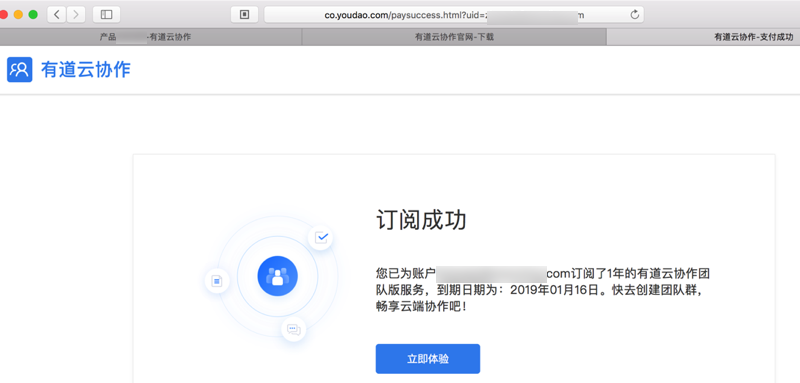 co.youdao.com/paysuccess.html?uid=z m
产品 -有道云协作
有道云协作官网-下载
有道云协作-支付成功
有道云协作
订阅成功
您已为账户 com订阅了1年的有道云协作团
队版服务，到期日期为：2019年01月16日。快去创建团队群，
畅享云端协作吧！
立即体验